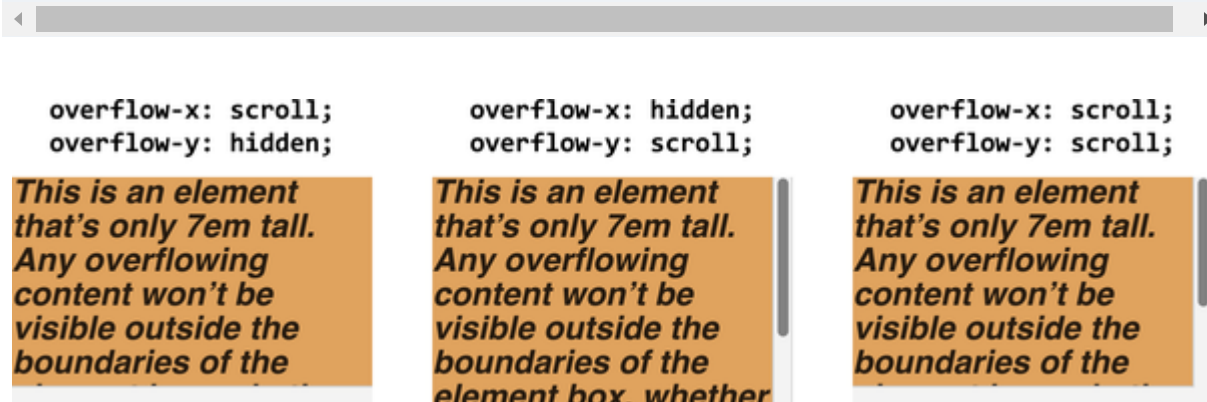 overflow-x: scroll;
overflow-y: hidden;
This is an element
that's only 7em tall.
Any overflowing
content won't be
visible outside the
boundaries of the
overflow-x: hidden;
overflow-y: scroll;
This is an element
that's only 7em tall.
Any overflowing
content won't be
visible outside the
boundaries of the
element box, whether
overflow-x: scroll;
overflow-y: scroll;
This is an element
that's only 7em tall.
Any overflowing
content won't be
visible outside the
boundaries of the